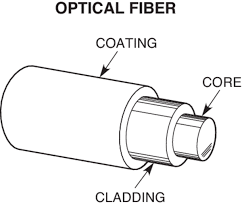 OPTICAL FIBER
COATING
CORE
CLADDING